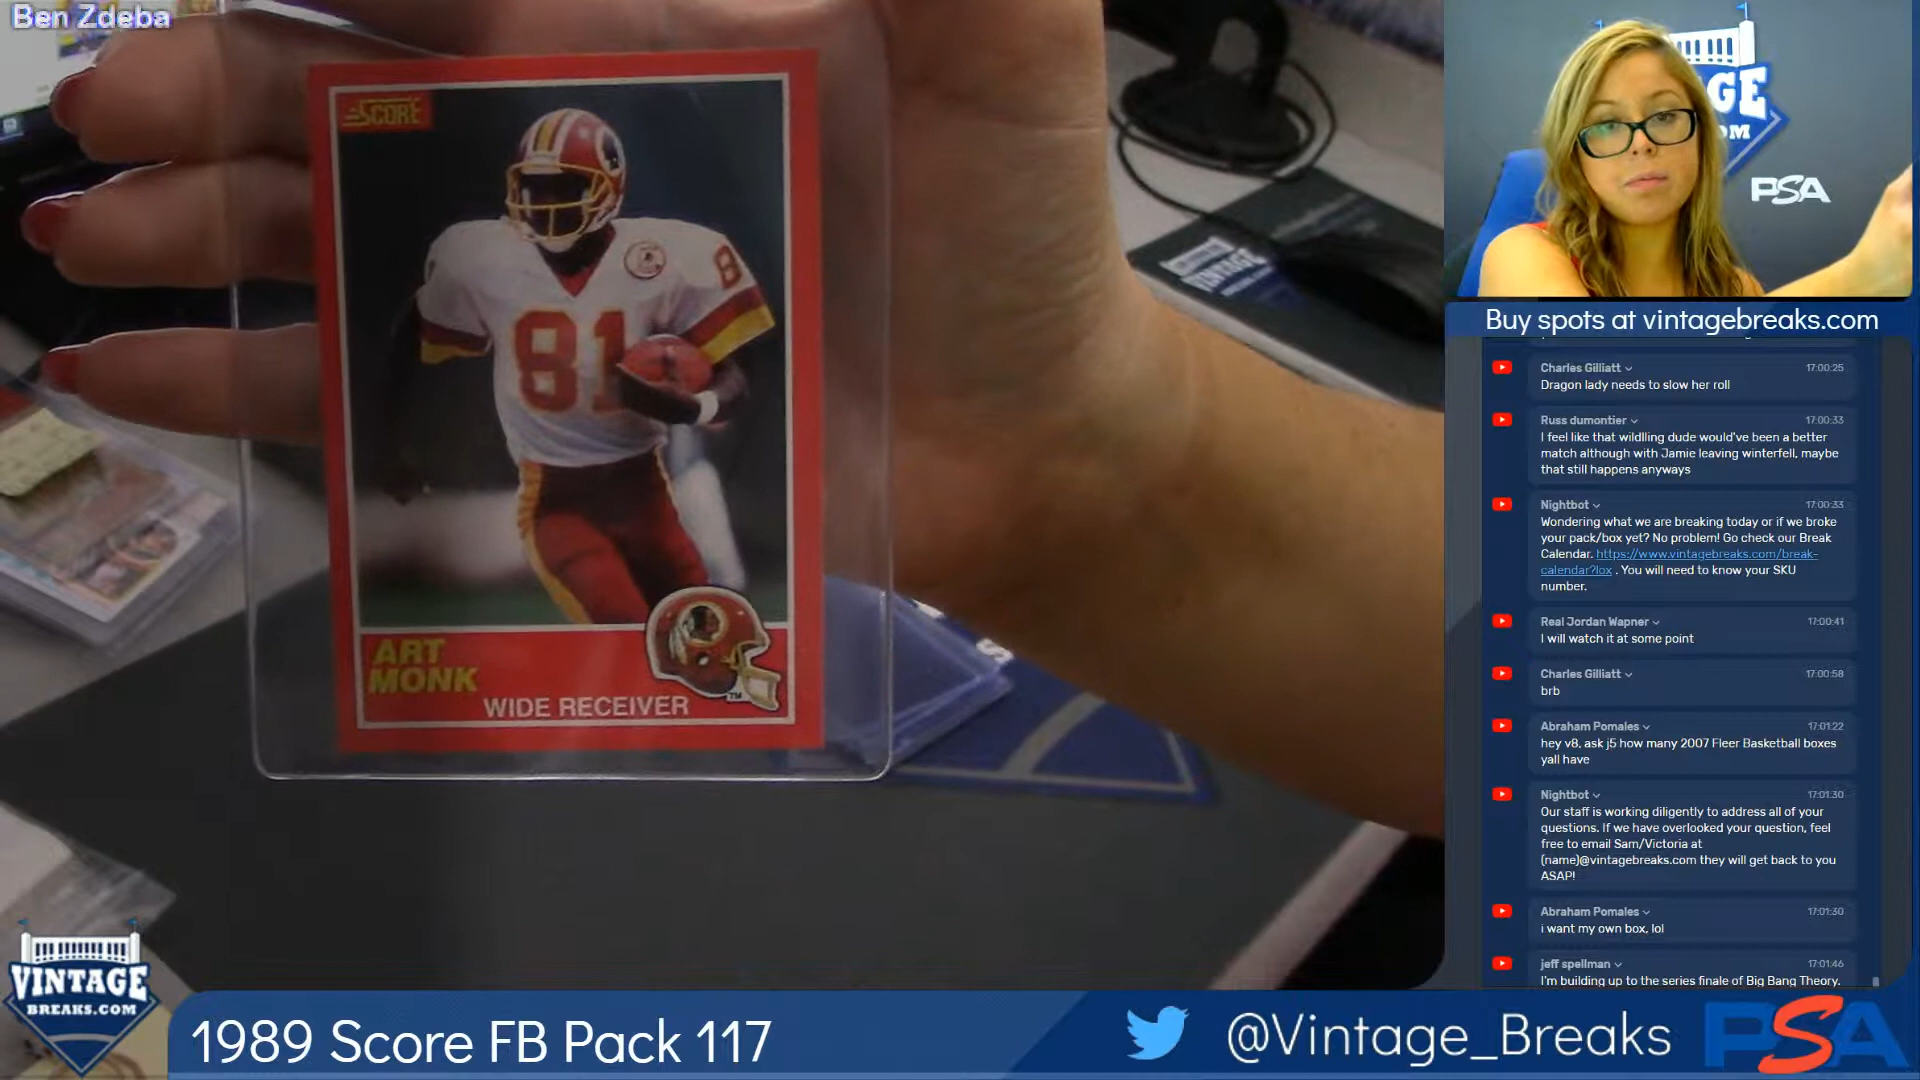 Ben Zdeba
SCORE
8
81
ART
MONK
WIDE RECEIVER
TM
VINTAGE
GE
OM
PSA
Buy spots at vintagebreaks.com
Charles Gilliatt 17:00:25
Dragon lady needs to slow her roll
Russ dumontier 17:00:33
I feel like that wildlling dude would've been a better
match although with Jamie leaving winterfell, maybe
that still happens anyways
Nightbot 17:00:33
Wondering what we are breaking today or if we broke
your pack/box yet? No problem! Go check our Break
Calendar. https://www.vintagebreaks.com/break-
calendar?lox . You will need to know your SKU
number.
Real Jordan Wapner 17:00:41
I will watch it at some point
Charles Gilliatt 17:00:58
brb
Abraham Pomales 17:01:22
hey v8, ask j5 how many 2007 Fleer Basketball boxes
yall have
Nightbot 17:01:30
Our staff is working diligently to address all of your
questions. If we have overlooked your question, feel
free to email Sam/Victoria at
(name)@vintagebreaks.com they will get back to you
ASAP!
Abraham Pomales 17:01:30
i want my own box, lol
jeff spellman 17:01:46
I'm building up to the series finale of Big Bang Theory.
VINTAGE
BREAKS.COM
1989 Score FB Pack 117
@Vintage_Breaks
PSA